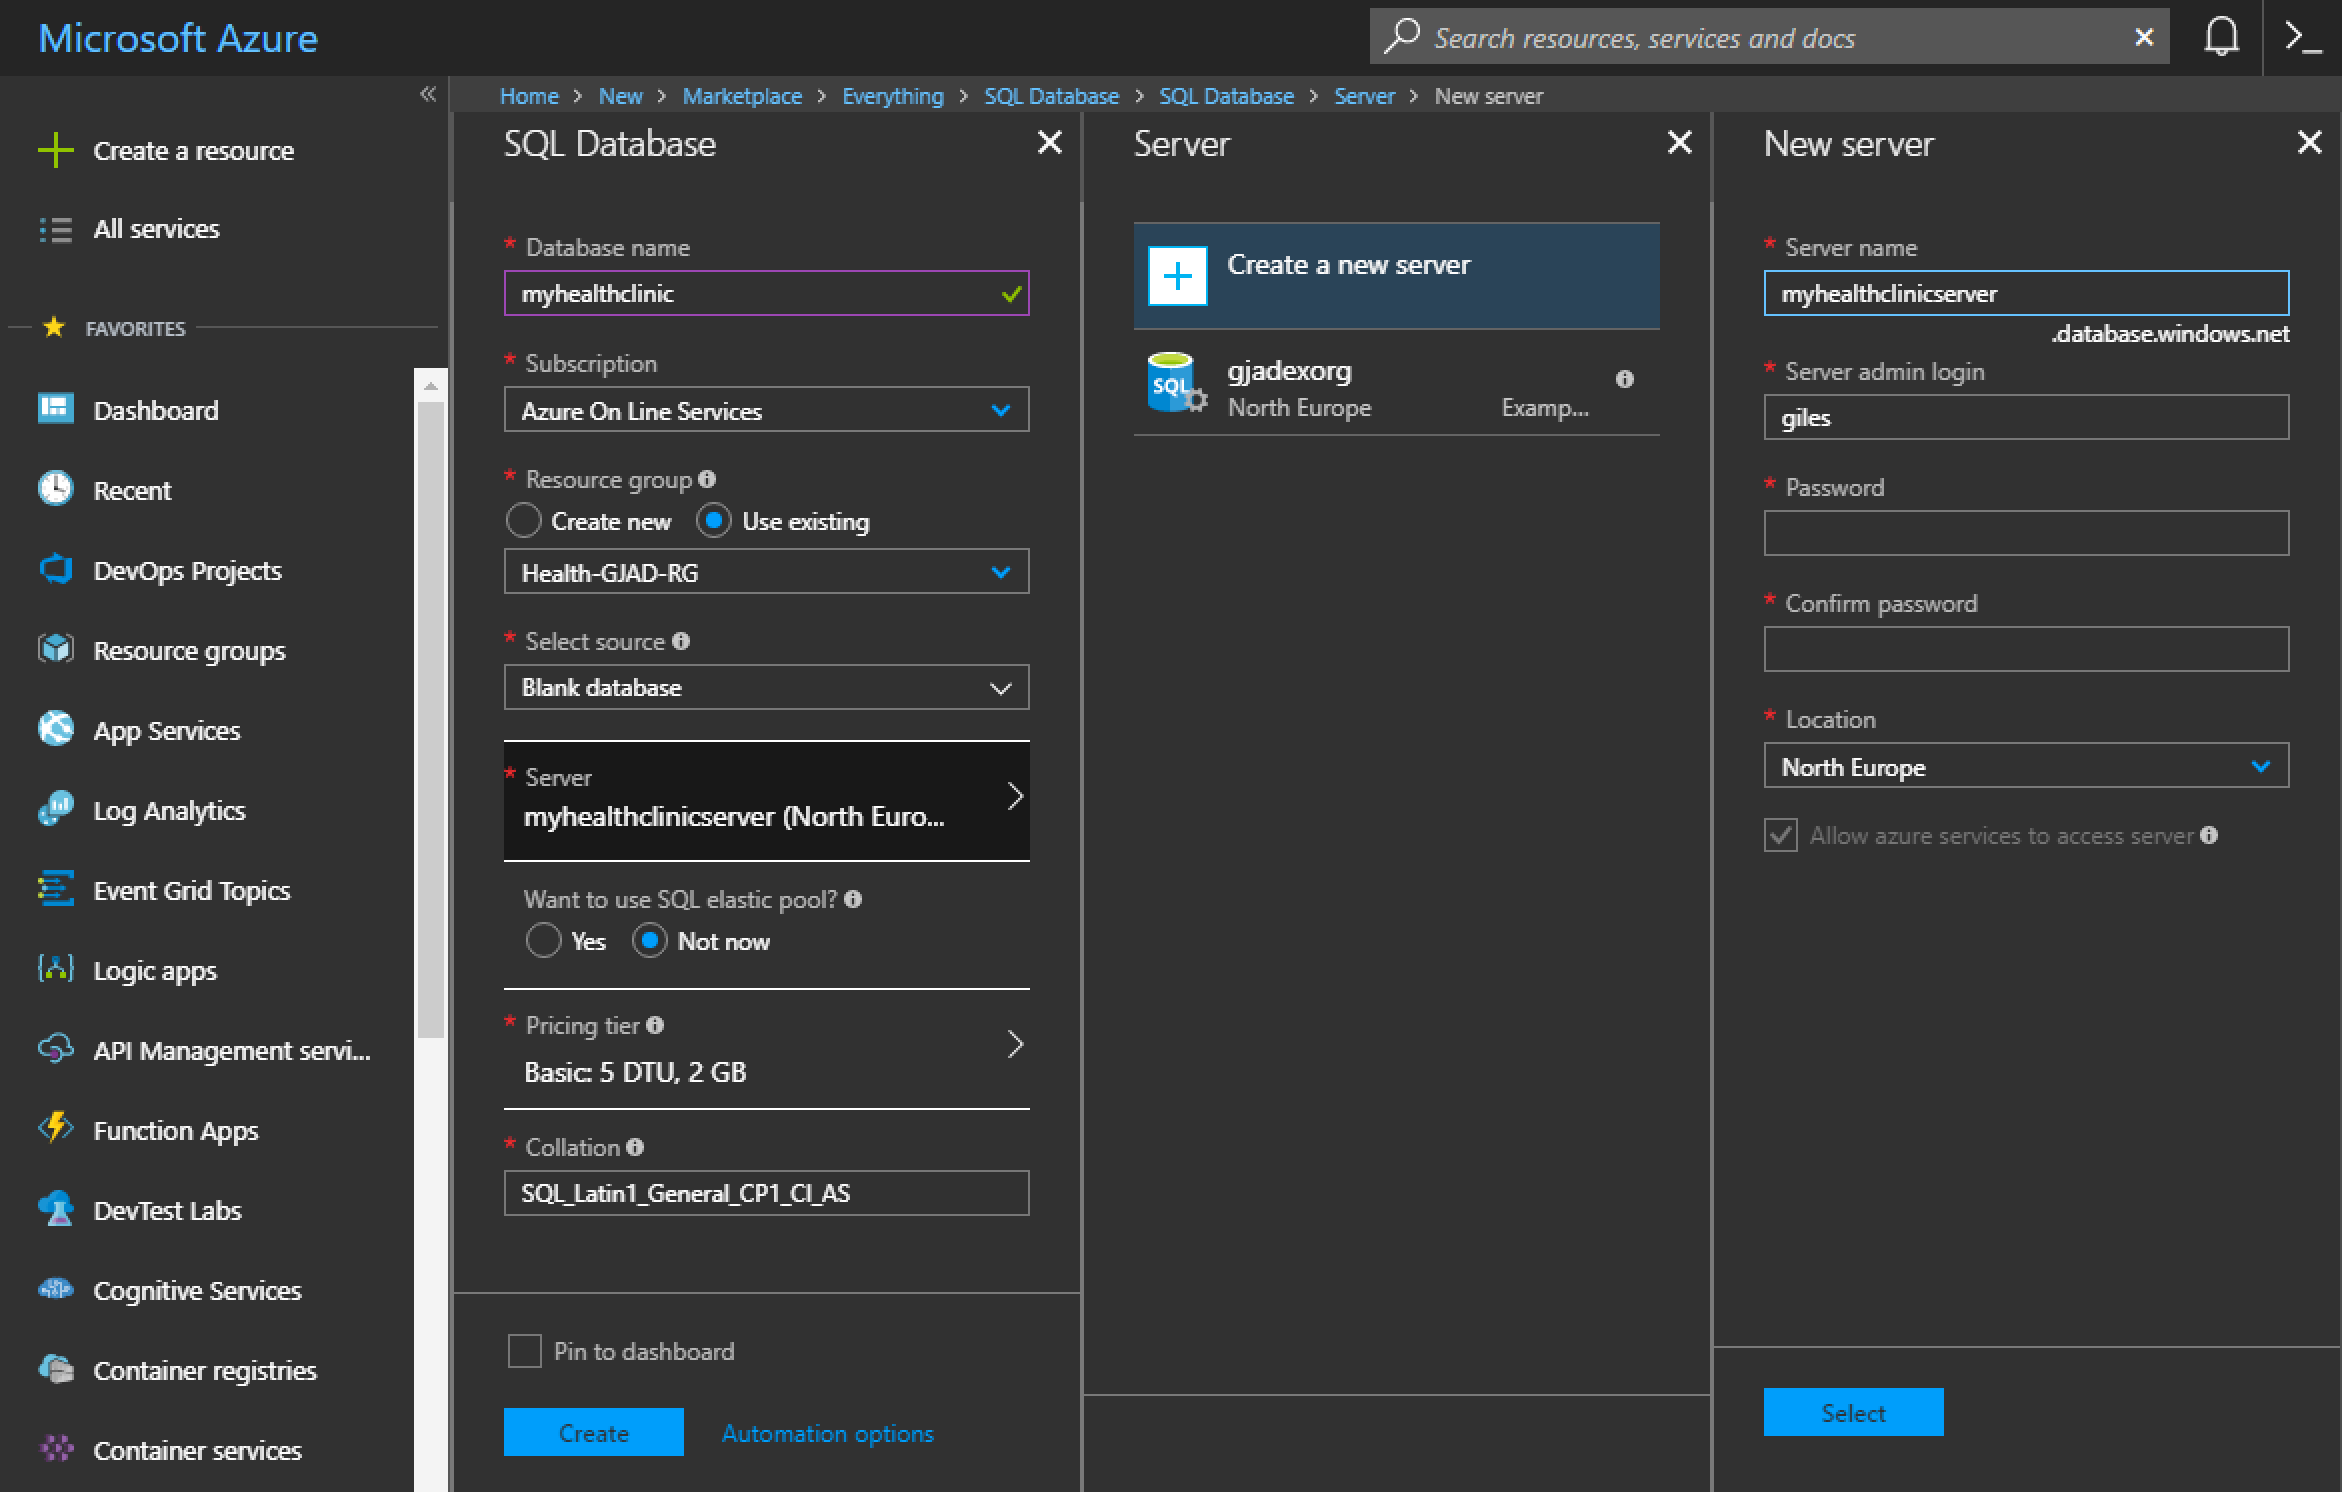 Microsoft Azure
Search resources, services and docs
Home > New > Marketplace > Everything > SQL Database > SQL Database > Server > New server
Create a resource
All services
FAVORITES
Dashboard
Recent
DevOps Projects
Resource groups
App Services
Log Analytics
Event Grid Topics
Logic apps
API Management servi...
Function Apps
DevTest Labs
Cognitive Services
Container registries
Container services
SQL Database
* Database name
myhealthclinic
* Subscription
Azure On Line Services
* Resource group
Create new Use existing
Health-GJAD-RG
* Select source
Blank database
* Server
myhealthclinicserver (North Euro...
Want to use SQL elastic pool?
Yes Not now
* Pricing tier
Basic: 5 DTU, 2 GB
* Collation
SQL_Latin1_General_CP1_CI_AS
Pin to dashboard
Create Automation options
Server
Create a new server
SQL
gjadexorg
North Europe Examp...
New server
* Server name
myhealthclinicserver
.database.windows.net
* Server admin login
giles
* Password
* Confirm password
* Location
North Europe
Allow azure services to access server
Select